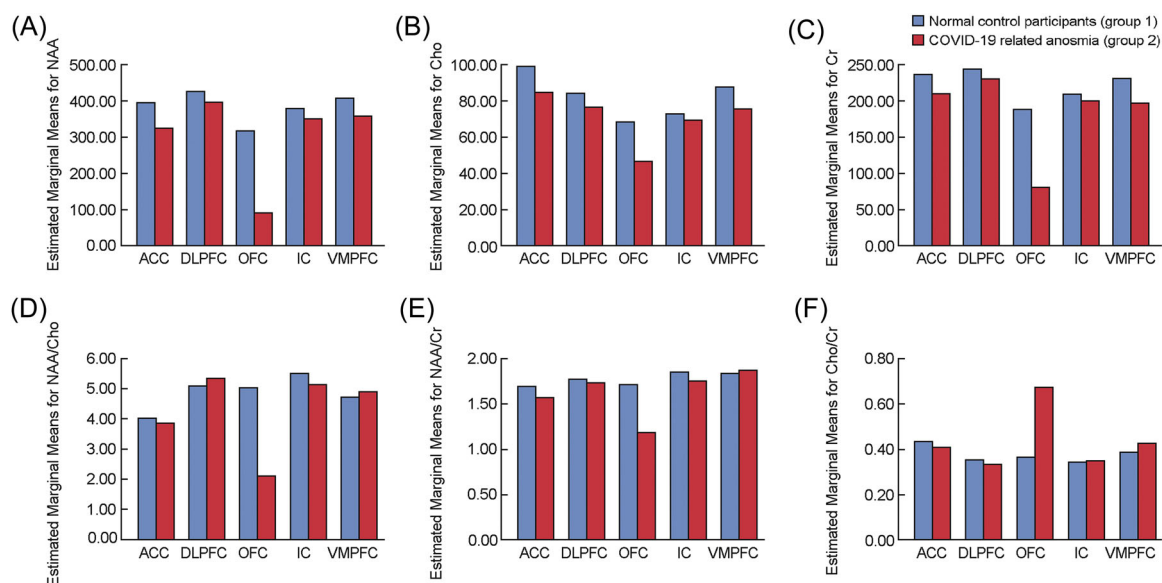 (A)
Estimated Marginal Means for NAA
500.00
400.00
300.00
200.00
100.00
0.00
ACC DLPFC OFC IC VMPFC
(B)
Estimated Marginal Means for Cho
100.00
80.00
60.00
40.00
20.00
0.00
ACC DLPFC OFC IC VMPFC
Normal control participants (group 1)
COVID-19 related anosmia (group 2)
(C)
Estimated Marginal Means for Cr
250.00
200.00
150.00
100.00
50.00
0.00
ACC DLPFC OFC IC VMPFC
(D)
Estimated Marginal Means for NAA/Cho
6.00
5.00
4.00
3.00
2.00
1.00
0.00
ACC DLPFC OFC IC VMPFC
(E)
Estimated Marginal Means for NAA/Cr
2.00
1.50
1.00
0.50
0.00
ACC DLPFC OFC IC VMPFC
(F)
Estimated Marginal Means for Cho/Cr
0.80
0.60
0.40
0.20
0.00
ACC DLPFC OFC IC VMPFC